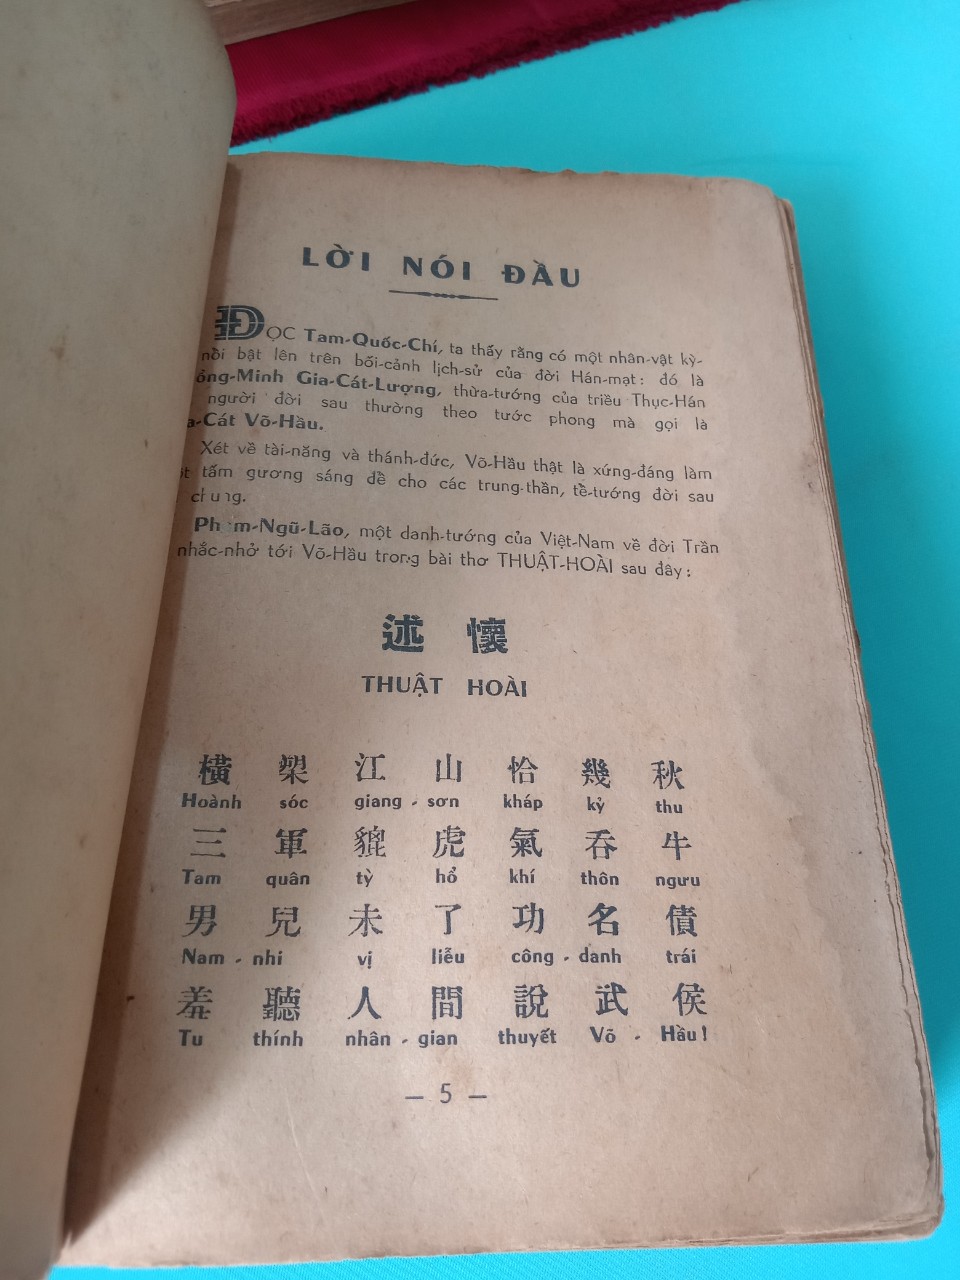 LỜI NÓI ĐẦU
ĐỌC Tam-Quốc-Chí, ta thấy rằng có một nhân-vật kỳ-
nổi bật lên trên bối-cảnh lịch-sử của đời Hán-mạt: đó là
ổng-Minh Gia-Cát-Lượng, thừa-tướng của triều Thục-Hán
người đời sau thường theo tước phong mà gọi là
a-Cát Võ-Hầu.
Xét về tài-năng và thánh-đức, Võ-Hầu thật là xứng-đáng làm
ột tấm gương sáng để cho các trung-thần, tề-tướng đời sau
chung.
Phạm-Ngũ-Lão, một danh-tướng của Việt-Nam về đời Trần
nhắc-nhở tới Võ-Hầu trong bài thơ THUẬT-HOÀI sau đây:
述 懷
THUẬT HOÀI
橫 槊 江 山 恰 幾 秋
Hoành sóc giang - sơn kháp kỷ thu
三 軍 貔 虎 氣 吞 牛
Tam quân tỳ hổ khí thôn ngưu
男 兒 未 了 功 名 債
Nam - nhi vị liễu công - danh trái
羞 聽 人 間 說 武 侯
Tu thính nhân - gian thuyết Võ - Hầu!
— 5 —